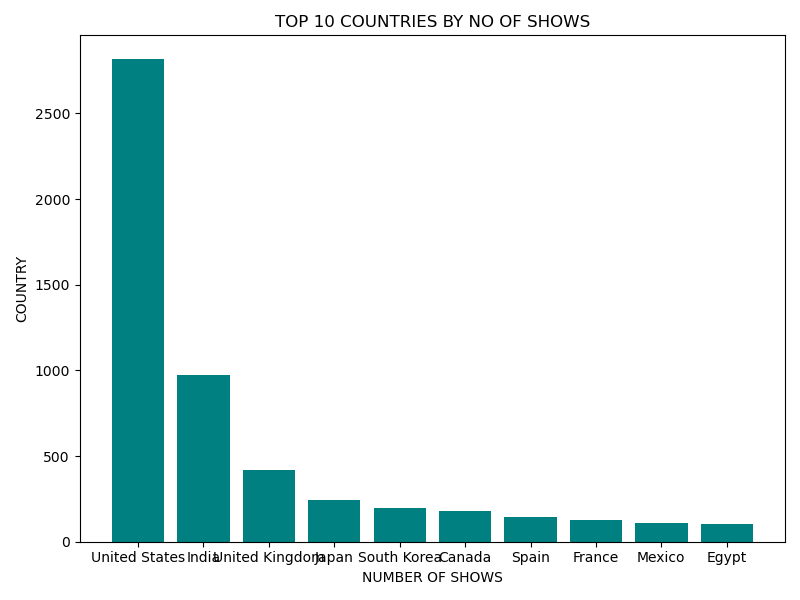 TOP 10 COUNTRIES BY NO OF SHOWS
COUNTRY
2500
2000
1500
1000
500
0
United States India United Kingdom Japan South Korea Canada Spain France Mexico Egypt
NUMBER OF SHOWS